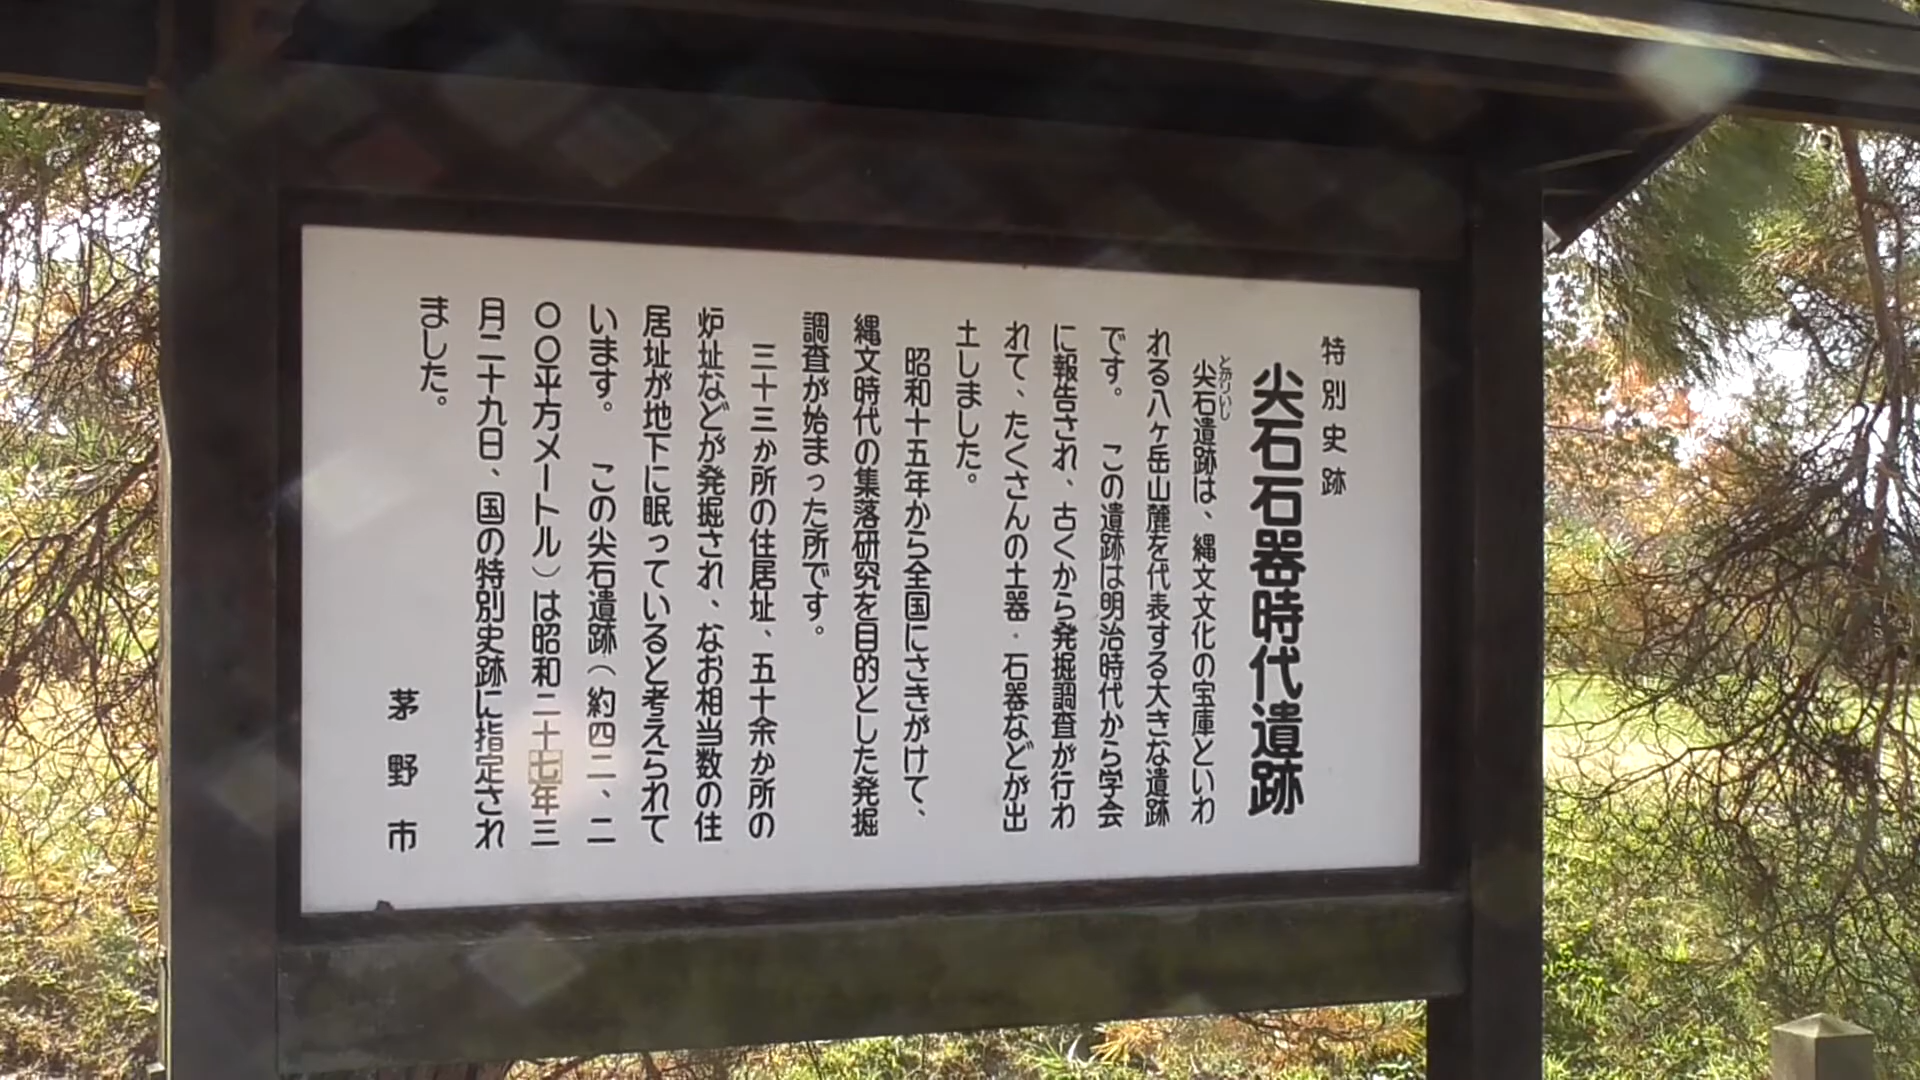 特別史跡
尖石石器時代遺跡
とがりいし
尖石遺跡は、縄文文化の宝庫といわ
れる八ヶ岳山麓を代表する大きな遺跡
です。 この遺跡は明治時代から学会
に報告され、古くから発掘調査が行わ
れて、たくさんの土器・石器などが出
土しました。
昭和十五年から全国にさきがけて、
縄文時代の集落研究を目的とした発掘
調査が始まった所です。
三十三か所の住居址、五十余か所の
炉址などが発掘され、なお相当数の住
居址が地下に眠っていると考えられて
います。 この尖石遺跡(約四二、二
〇〇平方メートル)は昭和二十七年三
月二十九日、国の特別史跡に指定され
ました。
茅野市